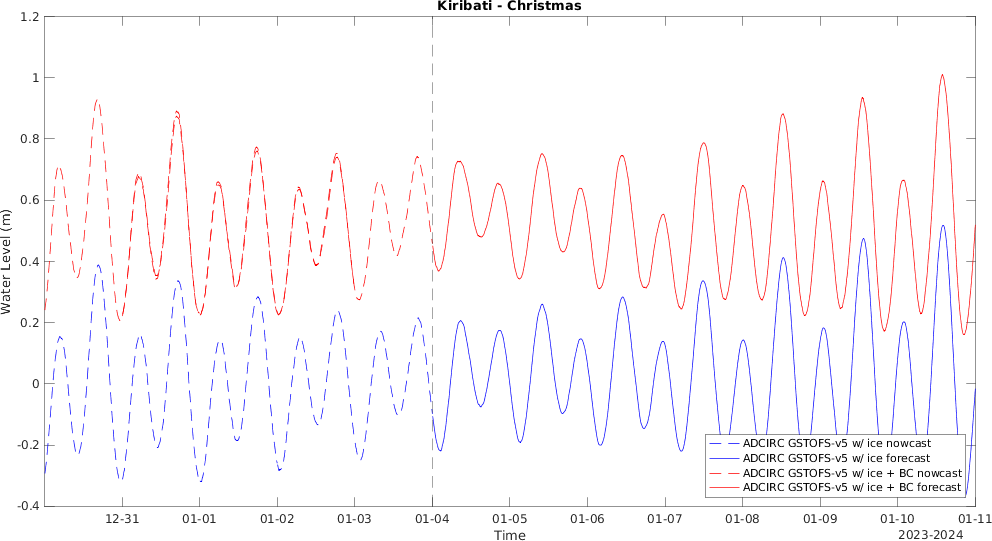 Kiribati - Christmas
Water Level (m)
1.2
1
0.8
0.6
0.4
0.2
0
-0.2
-0.4
ADCIRC GSTOFS-v5 w/ ice nowcast
ADCIRC GSTOFS-v5 w/ ice forecast
ADCIRC GSTOFS-v5 w/ ice + BC nowcast
ADCIRC GSTOFS-v5 w/ ice + BC forecast
12-31 01-01 01-02 01-03 01-04 01-05 01-06 01-07 01-08 01-09 01-10 01-11
Time
2023-2024